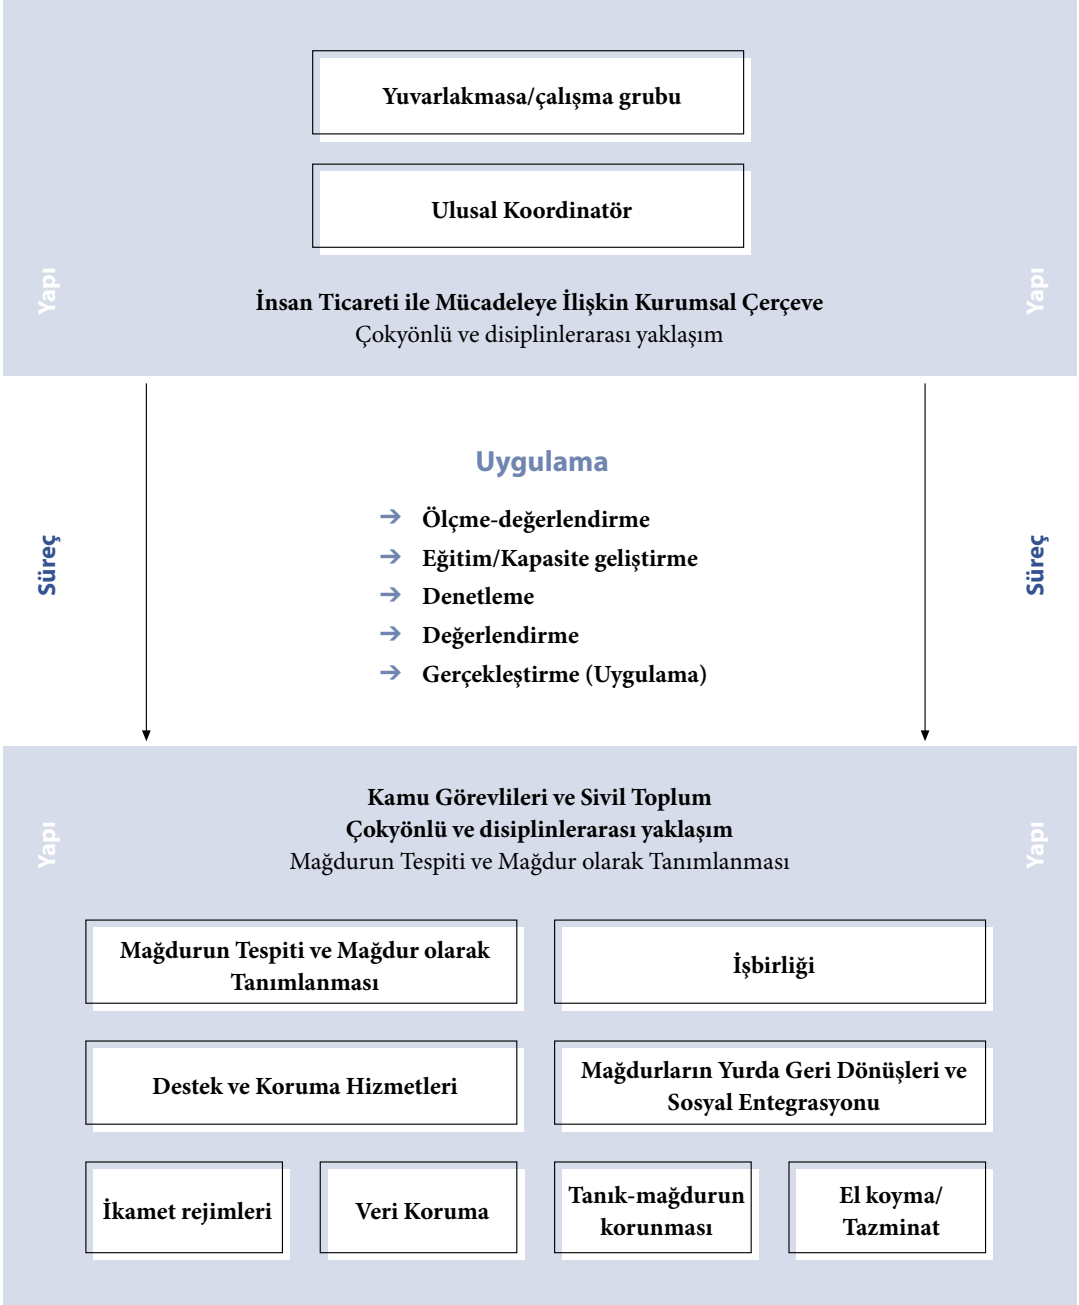 Yuvarlakmasa/çalışma grubu
Ulusal Koordinatör
Yapı
Yapı
İnsan Ticareti ile Mücadeleye İlişkin Kurumsal Çerçeve
Çokyönlü ve disiplinlerarası yaklaşım
Uygulama
Süreç
Süreç
➔ Ölçme-değerlendirme
➔ Eğitim/Kapasite geliştirme
➔ Denetleme
➔ Değerlendirme
➔ Gerçekleştirme (Uygulama)
Kamu Görevlileri ve Sivil Toplum
Çokyönlü ve disiplinlerarası yaklaşım
Mağdurun Tespiti ve Mağdur olarak Tanımlanması
Yapı
Yapı
Mağdurun Tespiti ve Mağdur olarak
Tanımlanması
İşbirliği
Destek ve Koruma Hizmetleri
Mağdurların Yurda Geri Dönüşleri ve
Sosyal Entegrasyonu
İkamet rejimleri
Veri Koruma
Tanık-mağdurun
korunması
El koyma/
Tazminat